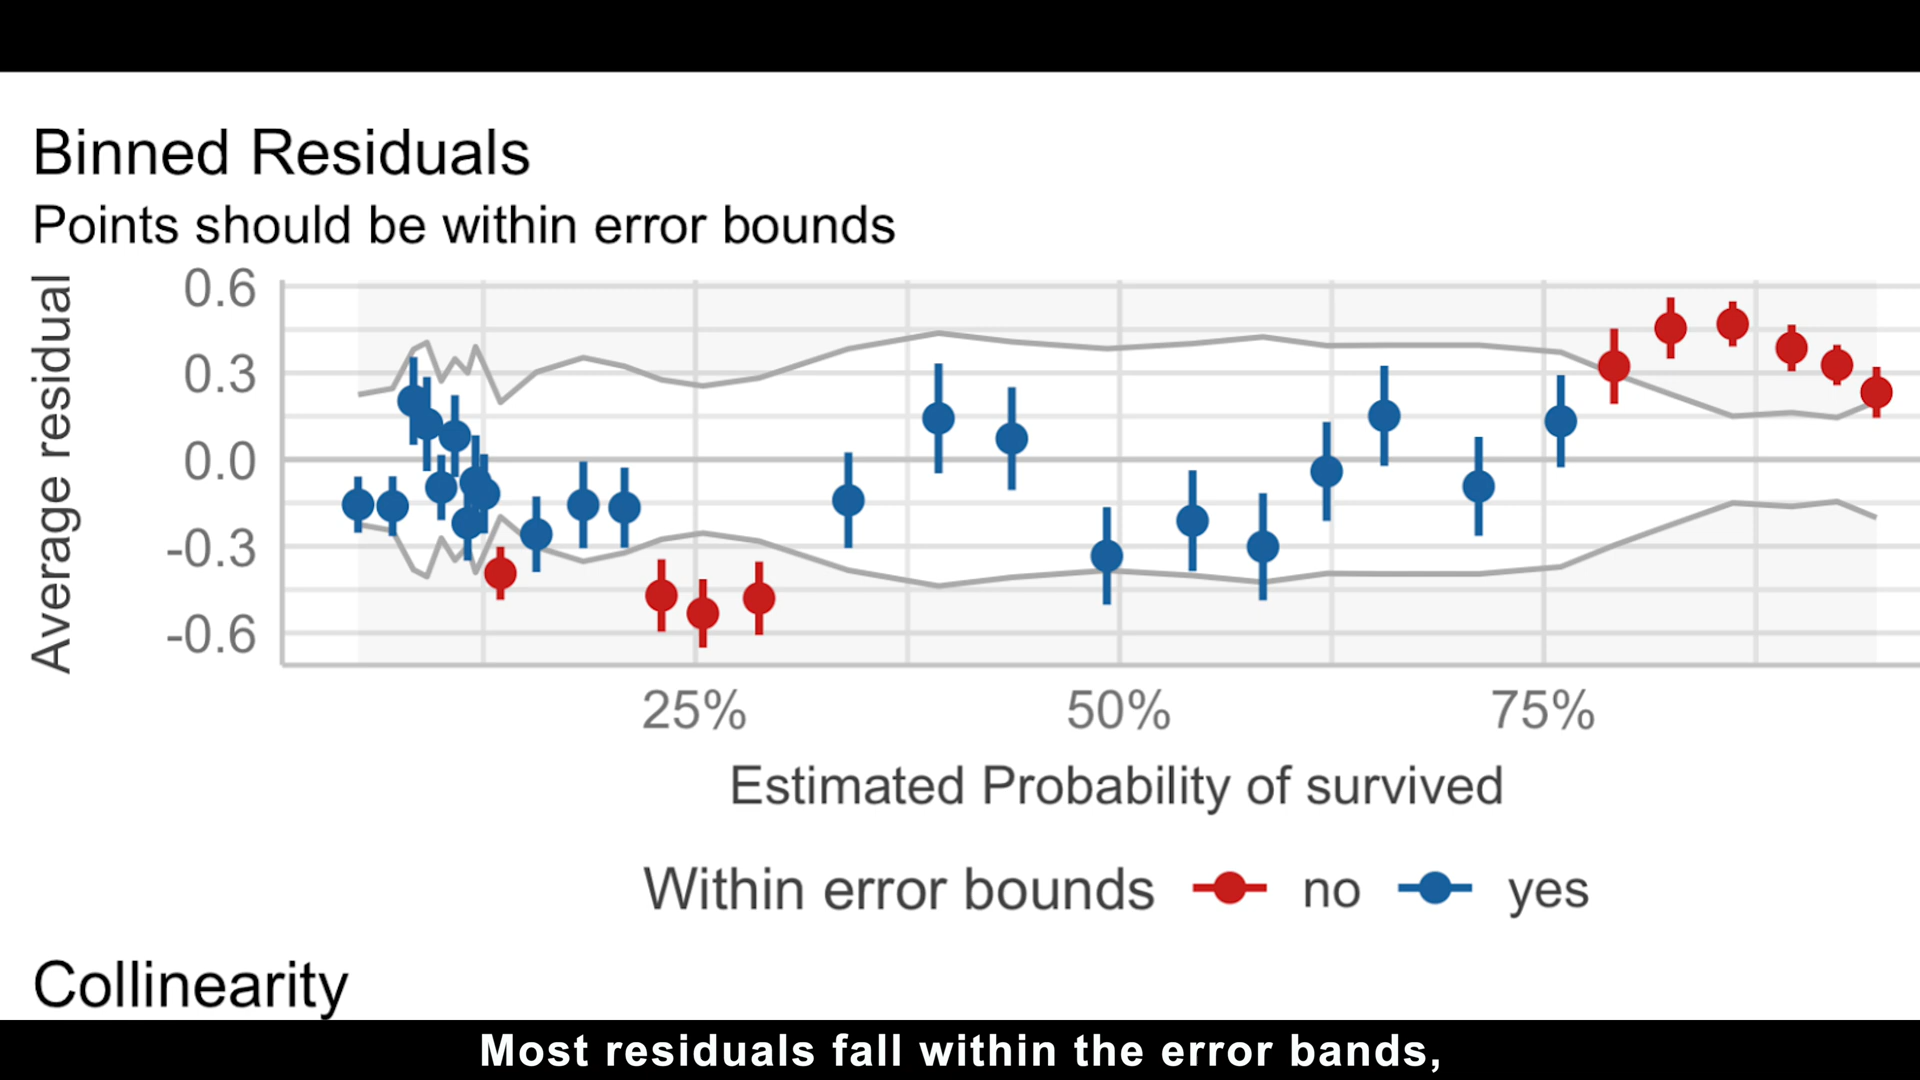 Binned Residuals
Points should be within error bounds
Average residual
0.6
0.3
0.0
-0.3
-0.6
25% 50% 75%
Estimated Probability of survived
Within error bounds no yes
Collinearity
Most residuals fall within the error bands,